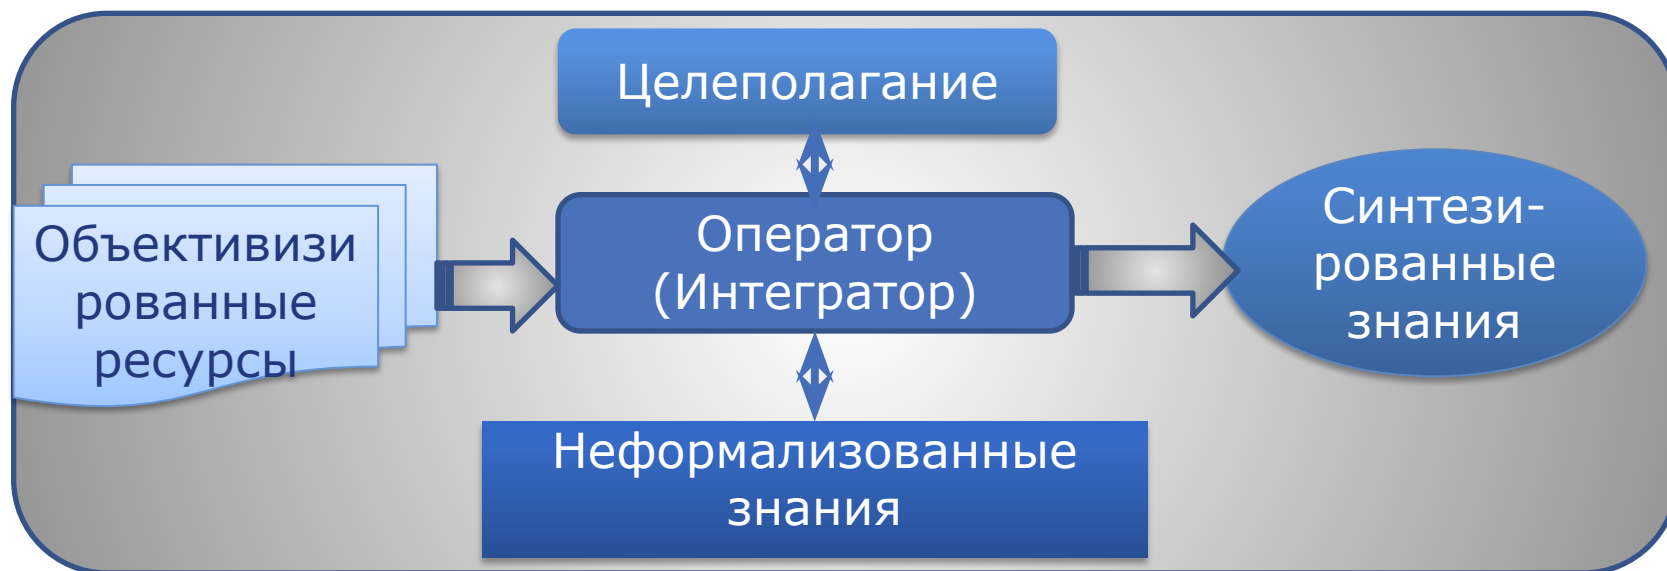 Целеполагание
Объективизи
рованные
ресурсы
Оператор
(Интегратор)
Синтези-
рованные
знания
Неформализованные
знания